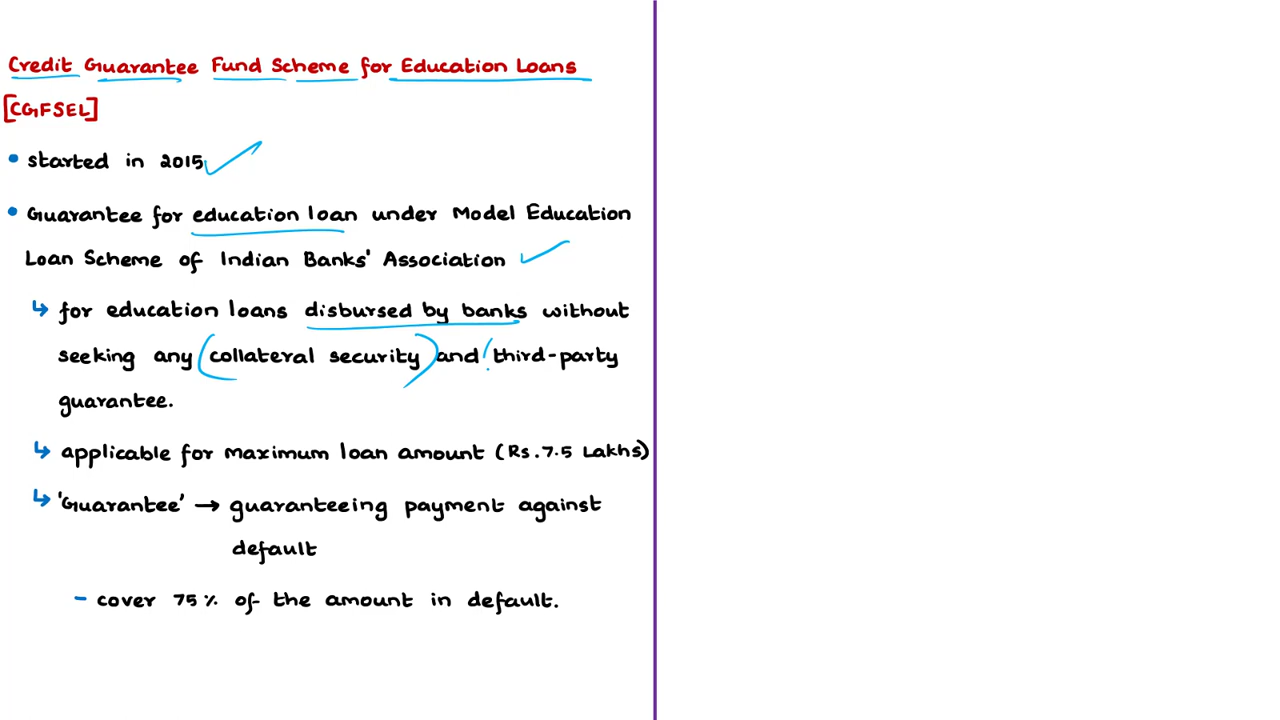 Credit Guarantee Fund Scheme for Education Loans
[CGFSEL]
• started in 2015
• Guarantee for education loan under Model Education
Loan Scheme of Indian Banks' Association
↳ for education loans disbursed by banks without
seeking any (collateral security) and third-party
guarantee.
↳ applicable for maximum loan amount (Rs.7.5 Lakhs)
↳ 'Guarantee' → guaranteeing payment against
default
- cover 75% of the amount in default.